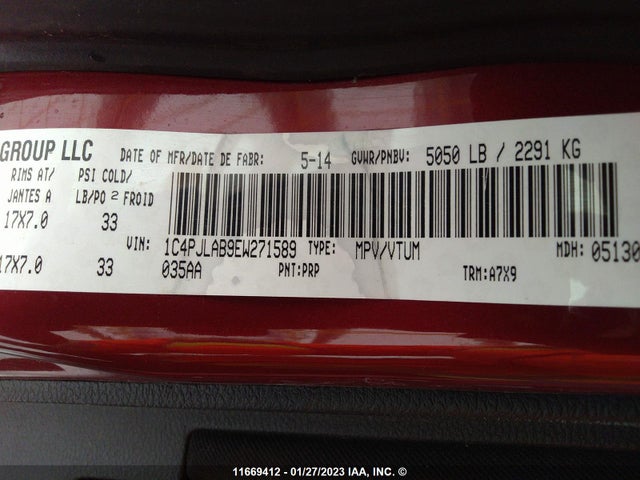 GROUP LLC DATE OF MFR/DATE DE FABR: 5-14 GVWR/PNBV: 5050 LB / 2291 KG
RIMS AT/ PSI COLD/
JANTES A LB/PO 2 FROID
17X7.0 33
VIN: 1C4PJLAB9EW271589 TYPE: MPV/VTUM MDH: 05130
17X7.0 33 035AA PNT:PRP TRM:A7X9
11669412 - 01/27/2023 IAA, INC. ©